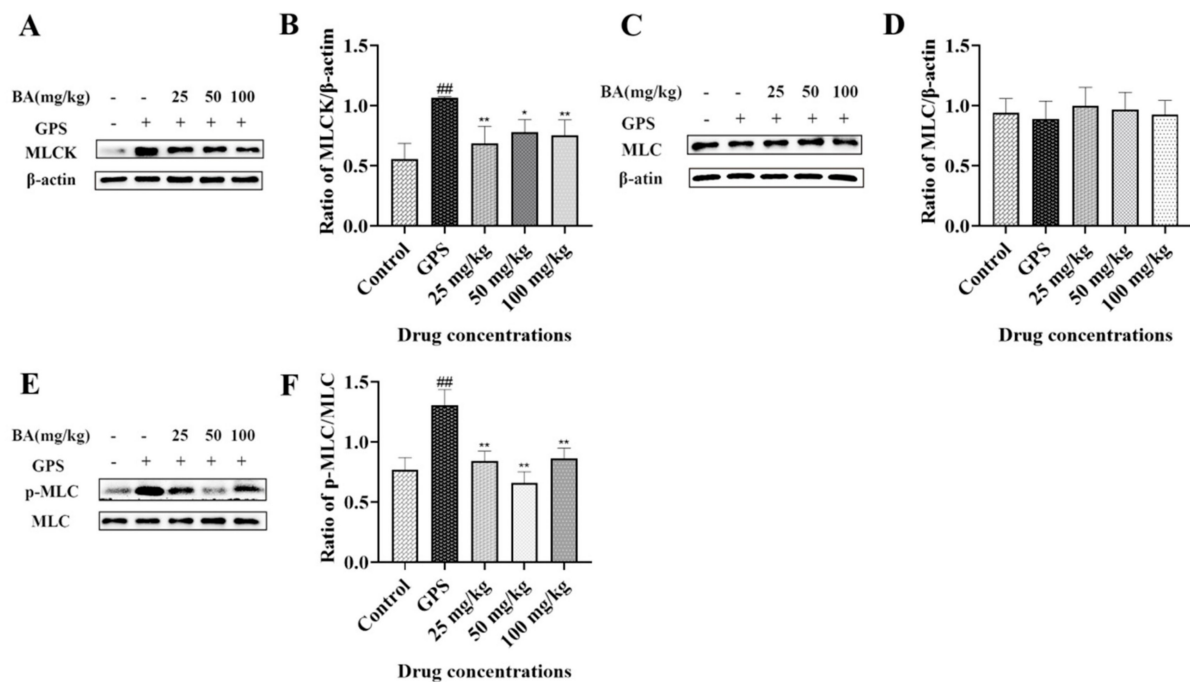 A
BA(mg/kg) - - 25 50 100
GPS - + + + +
MLCK
β-actin
B
Ratio of MLCK/β-actim
1.5
1.0
0.5
0.0
##
** * **
Control GPS 25 mg/kg 50 mg/kg 100 mg/kg
Drug concentrations
C
BA(mg/kg) - - 25 50 100
GPS - + + + +
MLC
β-atin
D
Ratio of MLC/β-actin
1.5
1.0
0.5
0.0
Control GPS 25 mg/kg 50 mg/kg 100 mg/kg
Drug concentrations
E
BA(mg/kg) - - 25 50 100
GPS - + + + +
p-MLC
MLC
F
Ratio of p-MLC/MLC
1.5
1.0
0.5
0.0
##
** ** **
Control GPS 25 mg/kg 50 mg/kg 100 mg/kg
Drug concentrations